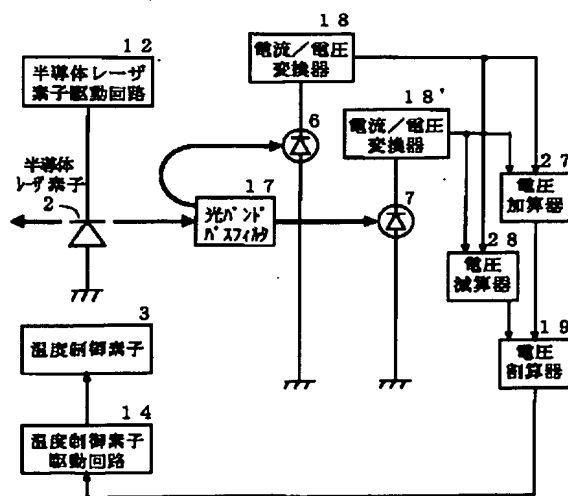 12
半導体レーザ
素子駆動回路
半導体
レーザ素子
2
18
電流/電圧
変換器
18'
電流/電圧
変換器
6
17
光バンド
パスフィルタ
7
27
電圧
加算器
28
電圧
減算器
19
電圧
割算器
3
温度制御素子
14
温度制御素子
駆動回路